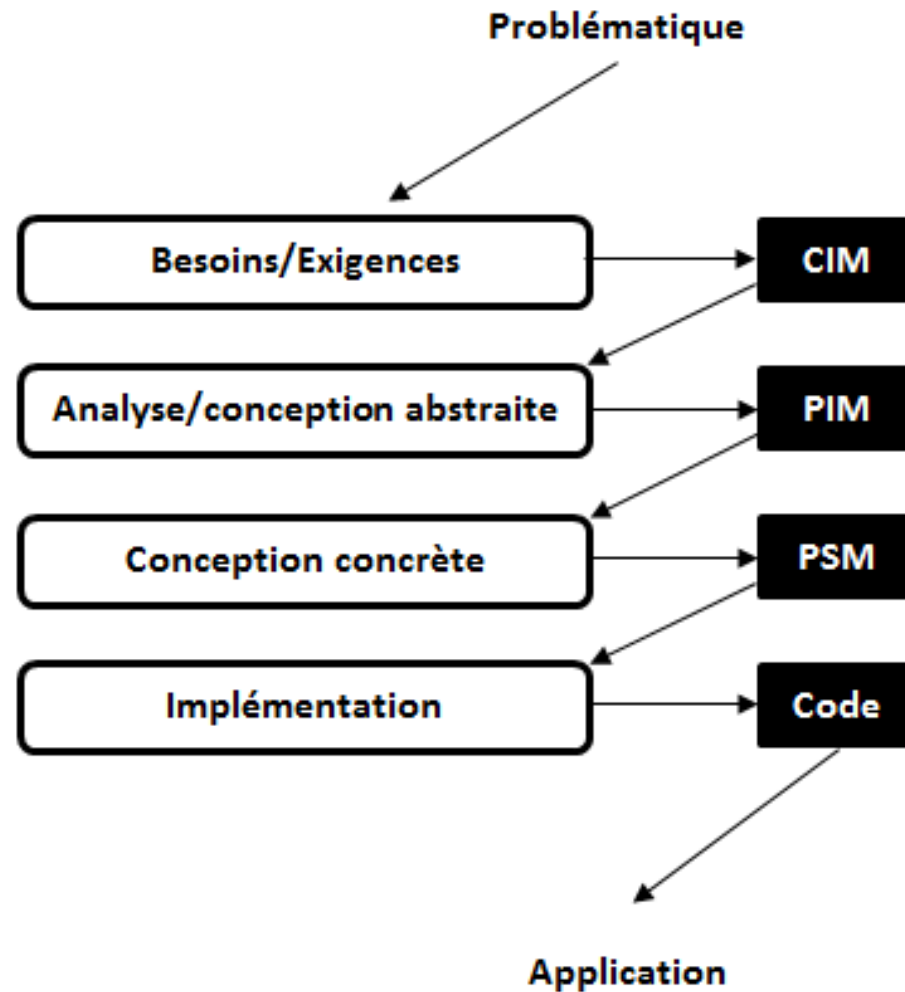 Problématique
Besoins/Exigences
CIM
Analyse/conception abstraite
PIM
Conception concrète
PSM
Implémentation
Code
Application